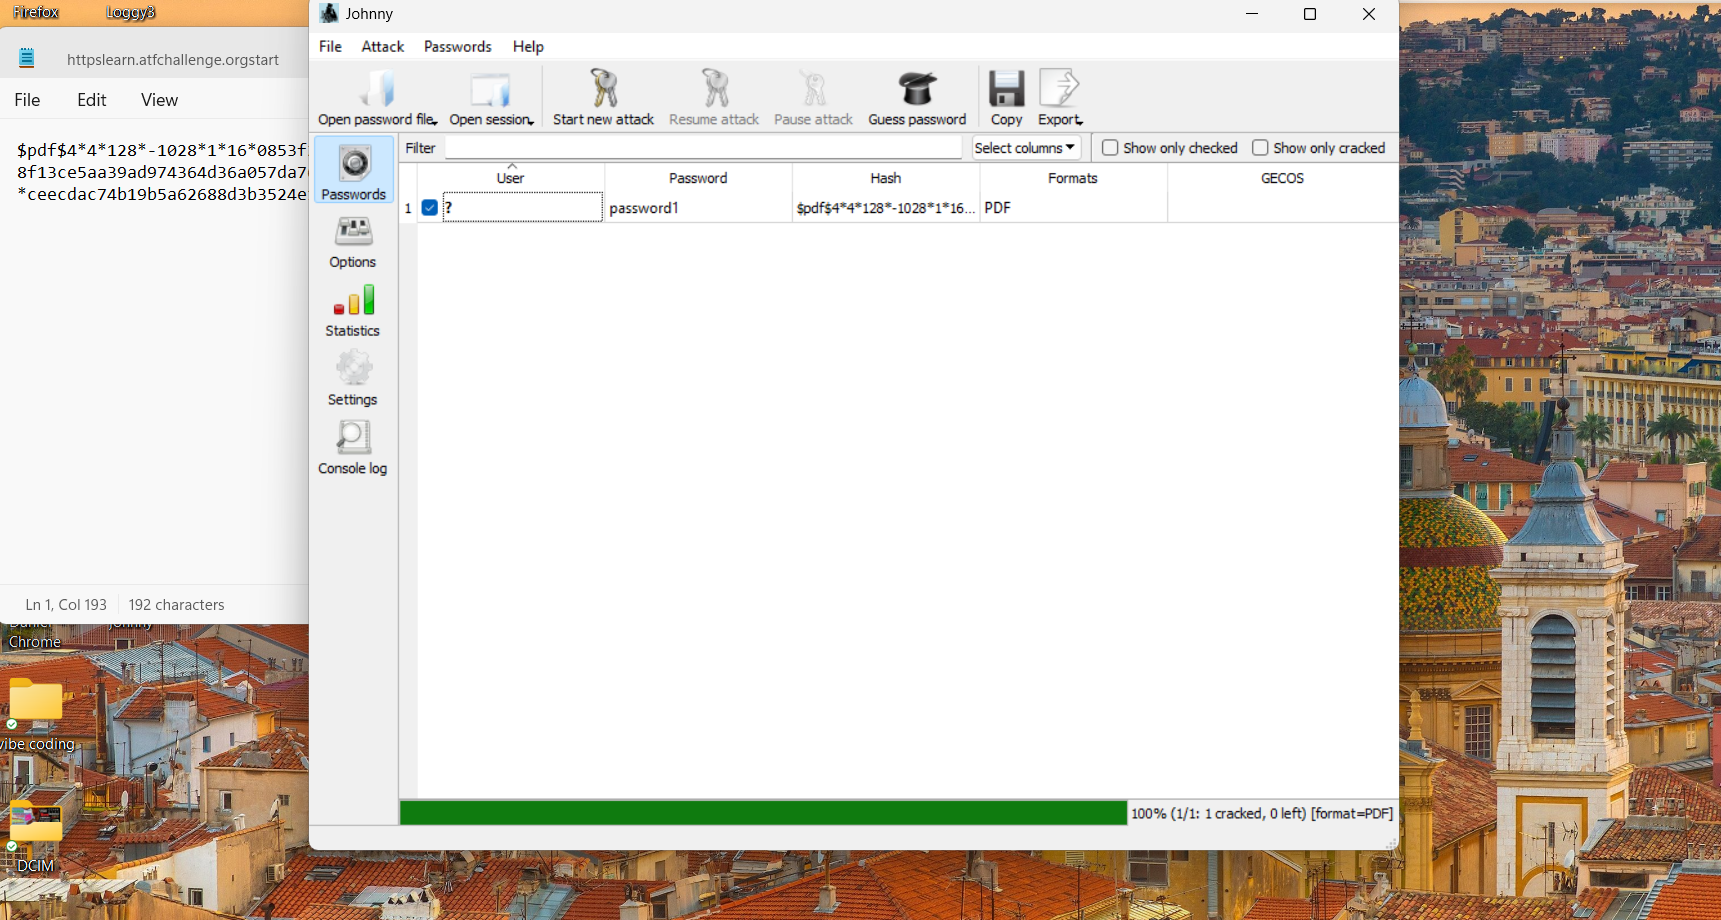 Firefox
Loggy3
httpslearn.atfchallenge.orgstart
File Edit View
$pdf$4*4*128*-1028*1*16*0853f
8f13ce5aa39ad974364d36a057da7
*ceecdac74b19b5a62688d3b3524e
Ln 1, Col 193 192 characters
Chrome
Johnny
vibe coding
DCIM
Johnny
File Attack Passwords Help
Open password file Open session Start new attack Resume attack Pause attack Guess password Copy Export
Passwords
Options
Statistics
Settings
Console log
Filter Select columns Show only checked Show only cracked
User Password Hash Formats GECOS
1 ? password1 $pdf$4*4*128*-1028*1*16... PDF
100% (1/1: 1 cracked, 0 left) [format=PDF]